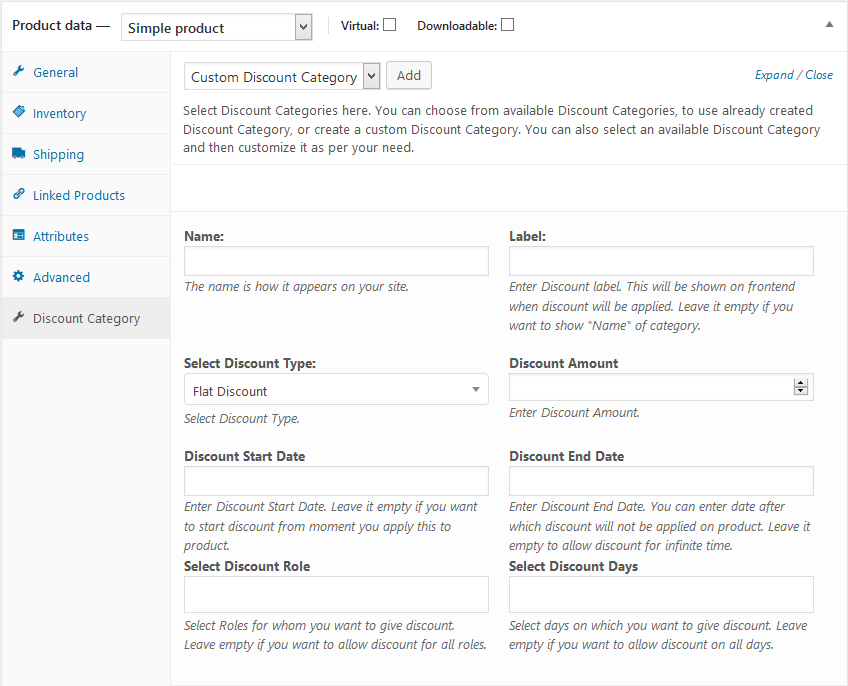 Product data — Simple product Virtual: Downloadable:
General
Inventory
Shipping
Linked Products
Attributes
Advanced
Discount Category
Custom Discount Category Add Expand / Close
Select Discount Categories here. You can choose from available Discount Categories, to use already created
Discount Category, or create a custom Discount Category. You can also select an available Discount Category
and then customize it as per your need.
Name:
The name is how it appears on your site.
Label:
Enter Discount label. This will be shown on frontend
when discount will be applied. Leave it empty if you
want to show "Name" of category.
Select Discount Type:
Flat Discount
Select Discount Type.
Discount Amount
Enter Discount Amount.
Discount Start Date
Enter Discount Start Date. Leave it empty if you want
to start discount from moment you apply this to
product.
Discount End Date
Enter Discount End Date. You can enter date after
which discount will not be applied on product. Leave it
empty to allow discount for infinite time.
Select Discount Role
Select Roles for whom you want to give discount.
Leave empty if you want to allow discount for all roles.
Select Discount Days
Select days on which you want to give discount. Leave
empty if you want to allow discount on all days.